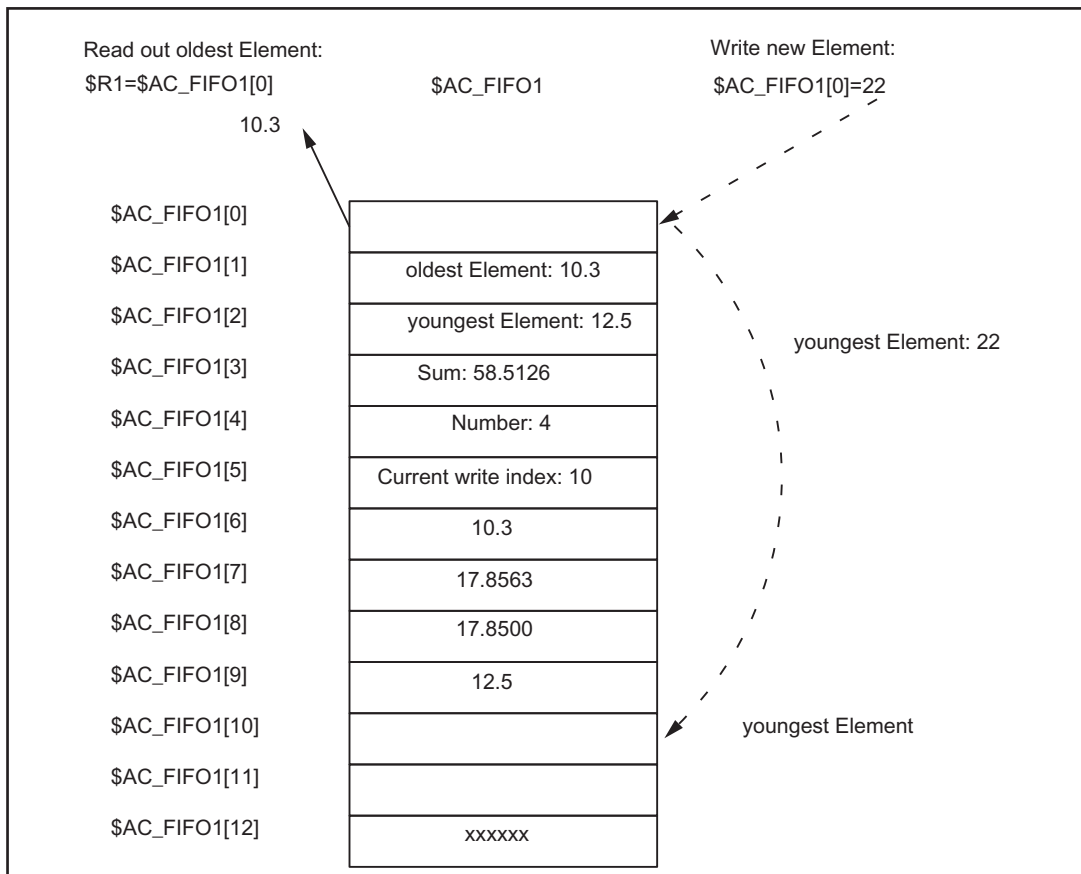 Read out oldest Element:
Write new Element:
$R1=$AC_FIFO1[0]
$AC_FIFO1
$AC_FIFO1[0]=22
10.3
$AC_FIFO1[0]
$AC_FIFO1[1]
oldest Element: 10.3
$AC_FIFO1[2]
youngest Element: 12.5
youngest Element: 22
$AC_FIFO1[3]
Sum: 58.5126
$AC_FIFO1[4]
Number: 4
$AC_FIFO1[5]
Current write index: 10
$AC_FIFO1[6]
10.3
$AC_FIFO1[7]
17.8563
$AC_FIFO1[8]
17.8500
$AC_FIFO1[9]
12.5
$AC_FIFO1[10]
youngest Element
$AC_FIFO1[11]
$AC_FIFO1[12]
xxxxxx